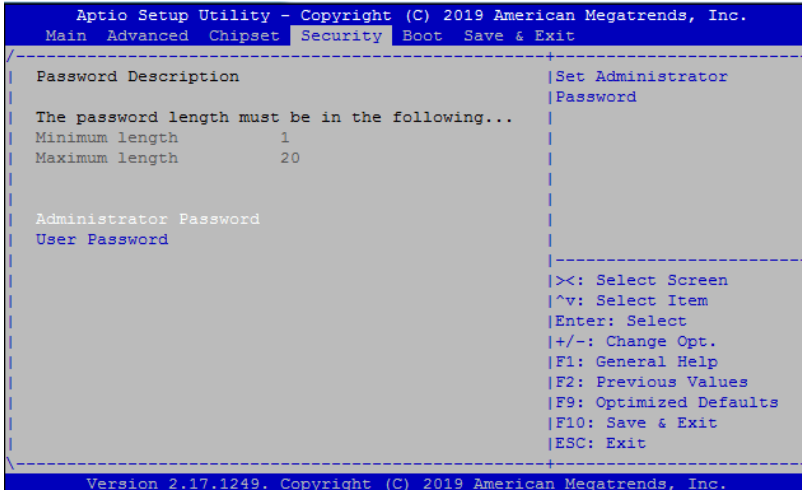 Aptio Setup Utility - Copyright (C) 2019 American Megatrends, Inc.
Main Advanced Chipset Security Boot Save & Exit
Password Description
The password length must be in the following...
Minimum length 1
Maximum length 20
Administrator Password
User Password
Set Administrator
Password
><: Select Screen
^v: Select Item
Enter: Select
+/-: Change Opt.
F1: General Help
F2: Previous Values
F9: Optimized Defaults
F10: Save & Exit
ESC: Exit
Version 2.17.1249. Copyright (C) 2019 American Megatrends, Inc.